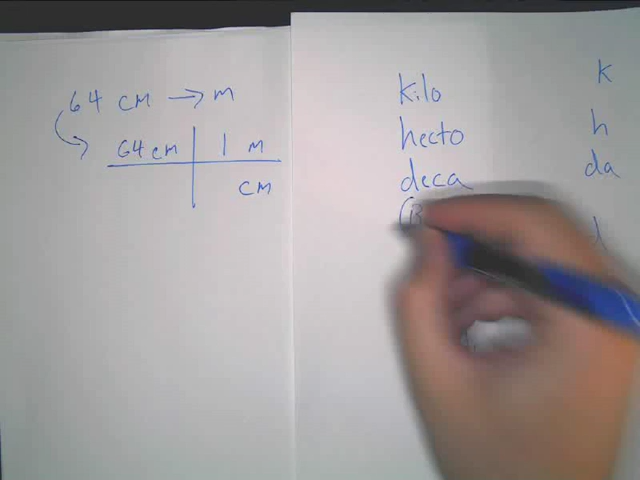 64 cm → m
64 cm 1 m
cm
kilo k
hecto h
deca da
d